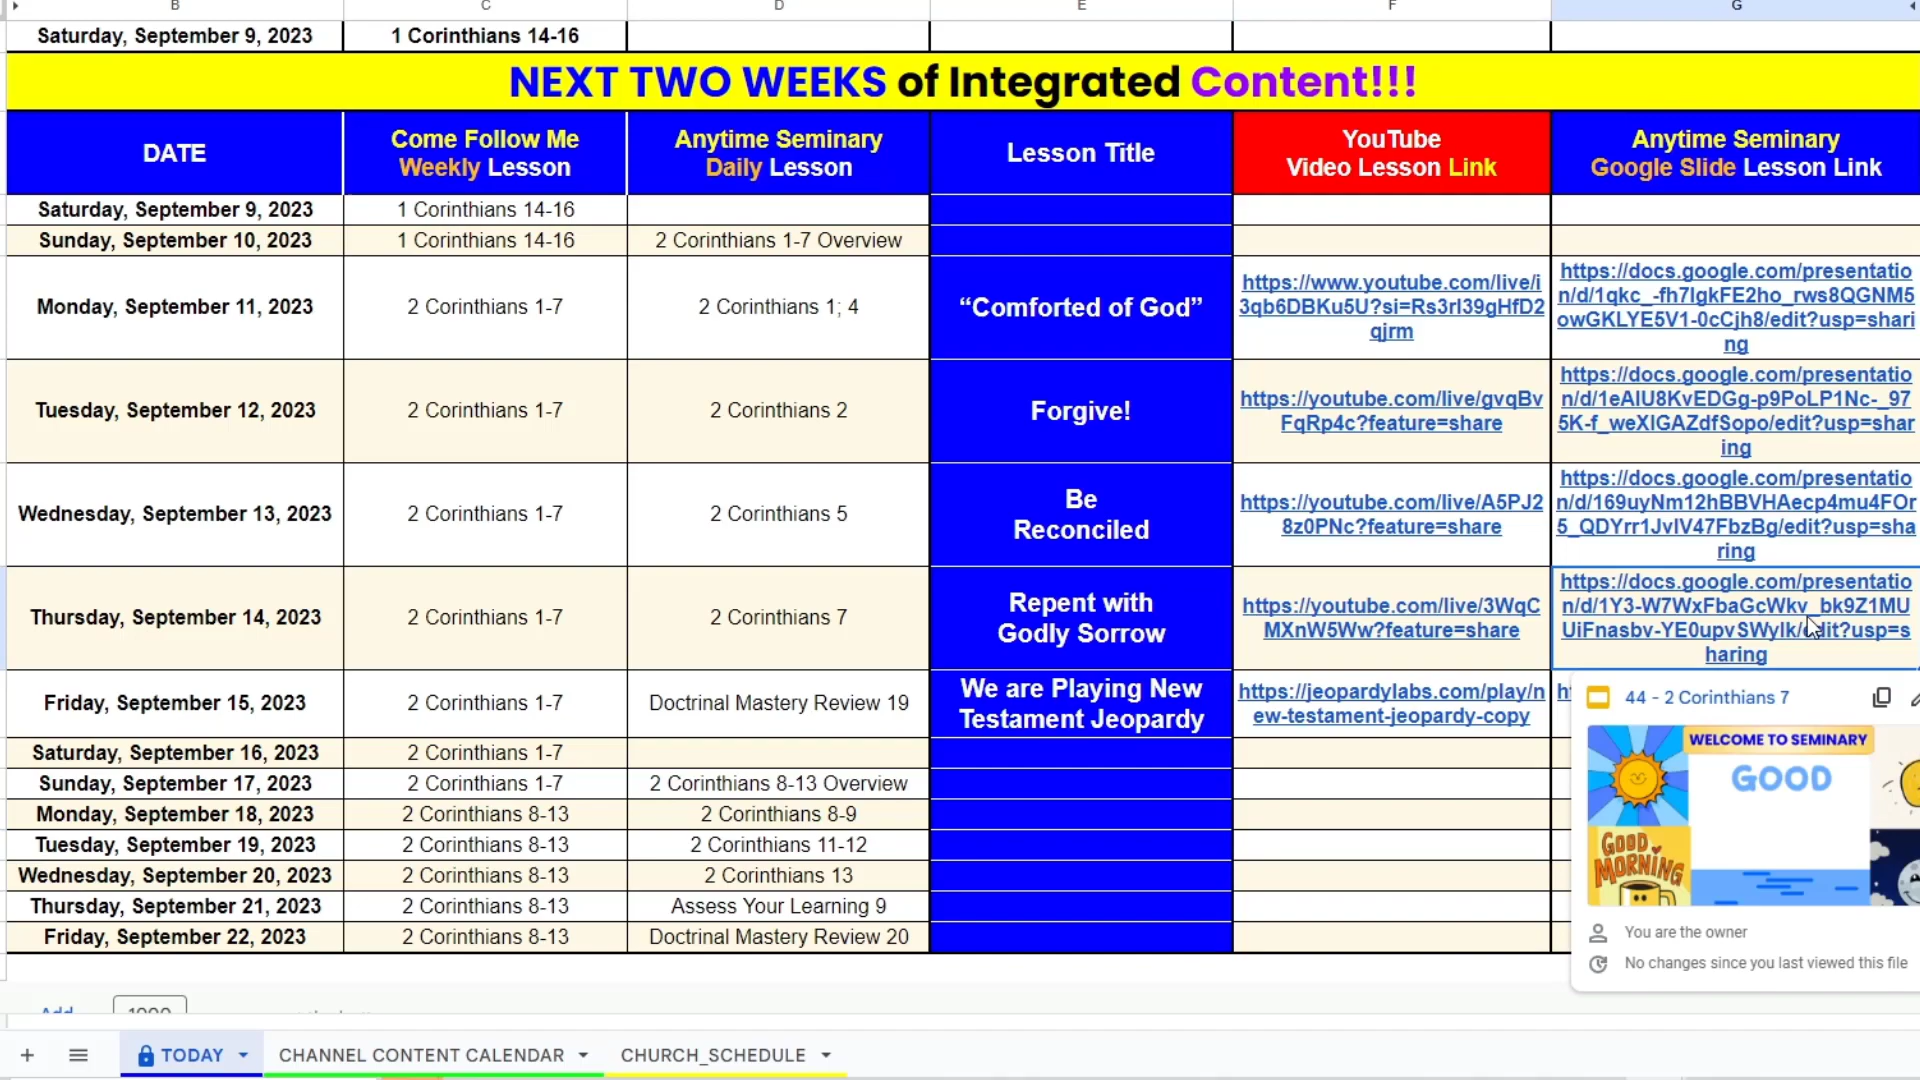 B C D E F G
Saturday, September 9, 2023 1 Corinthians 14-16
NEXT TWO WEEKS of Integrated Content!!!
DATE
Come Follow Me
Weekly Lesson
Anytime Seminary
Daily Lesson
Lesson Title
YouTube
Video Lesson Link
Anytime Seminary
Google Slide Lesson Link
Saturday, September 9, 2023 1 Corinthians 14-16
Sunday, September 10, 2023 1 Corinthians 14-16 2 Corinthians 1-7 Overview
Monday, September 11, 2023 2 Corinthians 1-7 2 Corinthians 1; 4 “Comforted of God”
https://www.youtube.com/live/i
3qb6DBKu5U?si=Rs3rI39gHfD2
qjrm
https://docs.google.com/presentatio
n/d/1qkc_-fh7IgkFE2ho_rws8QGNM5
owGKLYE5V1-0cCjh8/edit?usp=shari
ng
Tuesday, September 12, 2023 2 Corinthians 1-7 2 Corinthians 2 Forgive!
https://youtube.com/live/gvqBv
FqRp4c?feature=share
https://docs.google.com/presentatio
n/d/1eAIU8KvEDGg-p9PoLP1Nc-_97
5K-f_weXIGAZdfSopo/edit?usp=shar
ing
Wednesday, September 13, 2023 2 Corinthians 1-7 2 Corinthians 5
Be
Reconciled
https://youtube.com/live/A5PJ2
8z0PNc?feature=share
https://docs.google.com/presentatio
n/d/169uyNm12hBBVHAecp4mu4FOr
5_QDYrr1JvIV47FbzBg/edit?usp=sha
ring
Thursday, September 14, 2023 2 Corinthians 1-7 2 Corinthians 7
Repent with
Godly Sorrow
https://youtube.com/live/3WqC
MXnW5Ww?feature=share
https://docs.google.com/presentatio
n/d/1Y3-W7WxFbaGcWkv_bk9Z1MU
UiFnasbv-YE0upvSWylk/edit?usp=s
haring
Friday, September 15, 2023 2 Corinthians 1-7 Doctrinal Mastery Review 19
We are Playing New
Testament Jeopardy
https://jeopardylabs.com/play/n
ew-testament-jeopardy-copy
44 - 2 Corinthians 7
WELCOME TO SEMINARY
GOOD
GOOD
MORNING
You are the owner
No changes since you last viewed this file
Saturday, September 16, 2023 2 Corinthians 1-7
Sunday, September 17, 2023 2 Corinthians 1-7 2 Corinthians 8-13 Overview
Monday, September 18, 2023 2 Corinthians 8-13 2 Corinthians 8-9
Tuesday, September 19, 2023 2 Corinthians 8-13 2 Corinthians 11-12
Wednesday, September 20, 2023 2 Corinthians 8-13 2 Corinthians 13
Thursday, September 21, 2023 2 Corinthians 8-13 Assess Your Learning 9
Friday, September 22, 2023 2 Corinthians 8-13 Doctrinal Mastery Review 20
Add 1000
TODAY CHANNEL CONTENT CALENDAR CHURCH_SCHEDULE